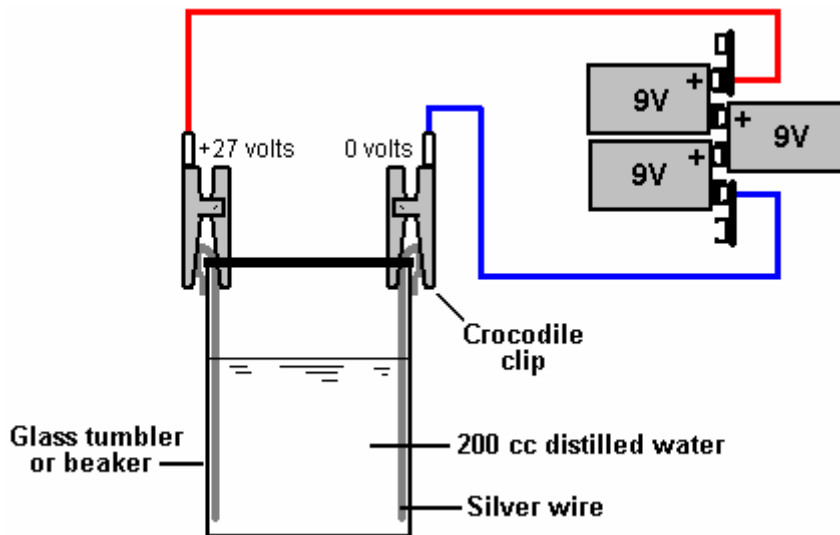 +27 volts
0 volts
+
9V
+
9V
+
9V
Crocodile
clip
Glass tumbler
or beaker
200 cc distilled water
Silver wire